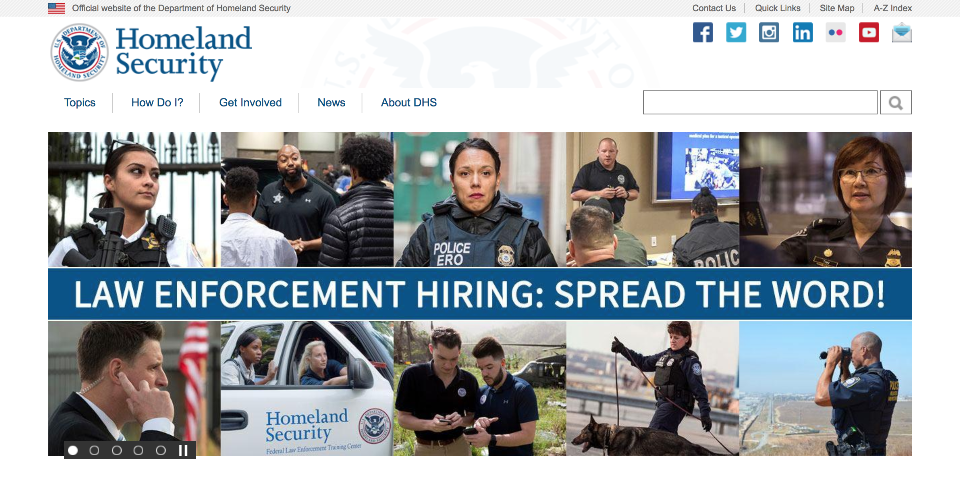 Official website of the Department of Homeland Security
Contact Us
Quick Links
Site Map
A-Z Index
U.S. DEPARTMENT OF
HOMELAND SECURITY
Homeland
Security
Topics
How Do I?
Get Involved
News
About DHS
POLICE
ERO
POLIC
LAW ENFORCEMENT HIRING: SPREAD THE WORD!
Homeland
Security
Federal Law Enforcement Training Center